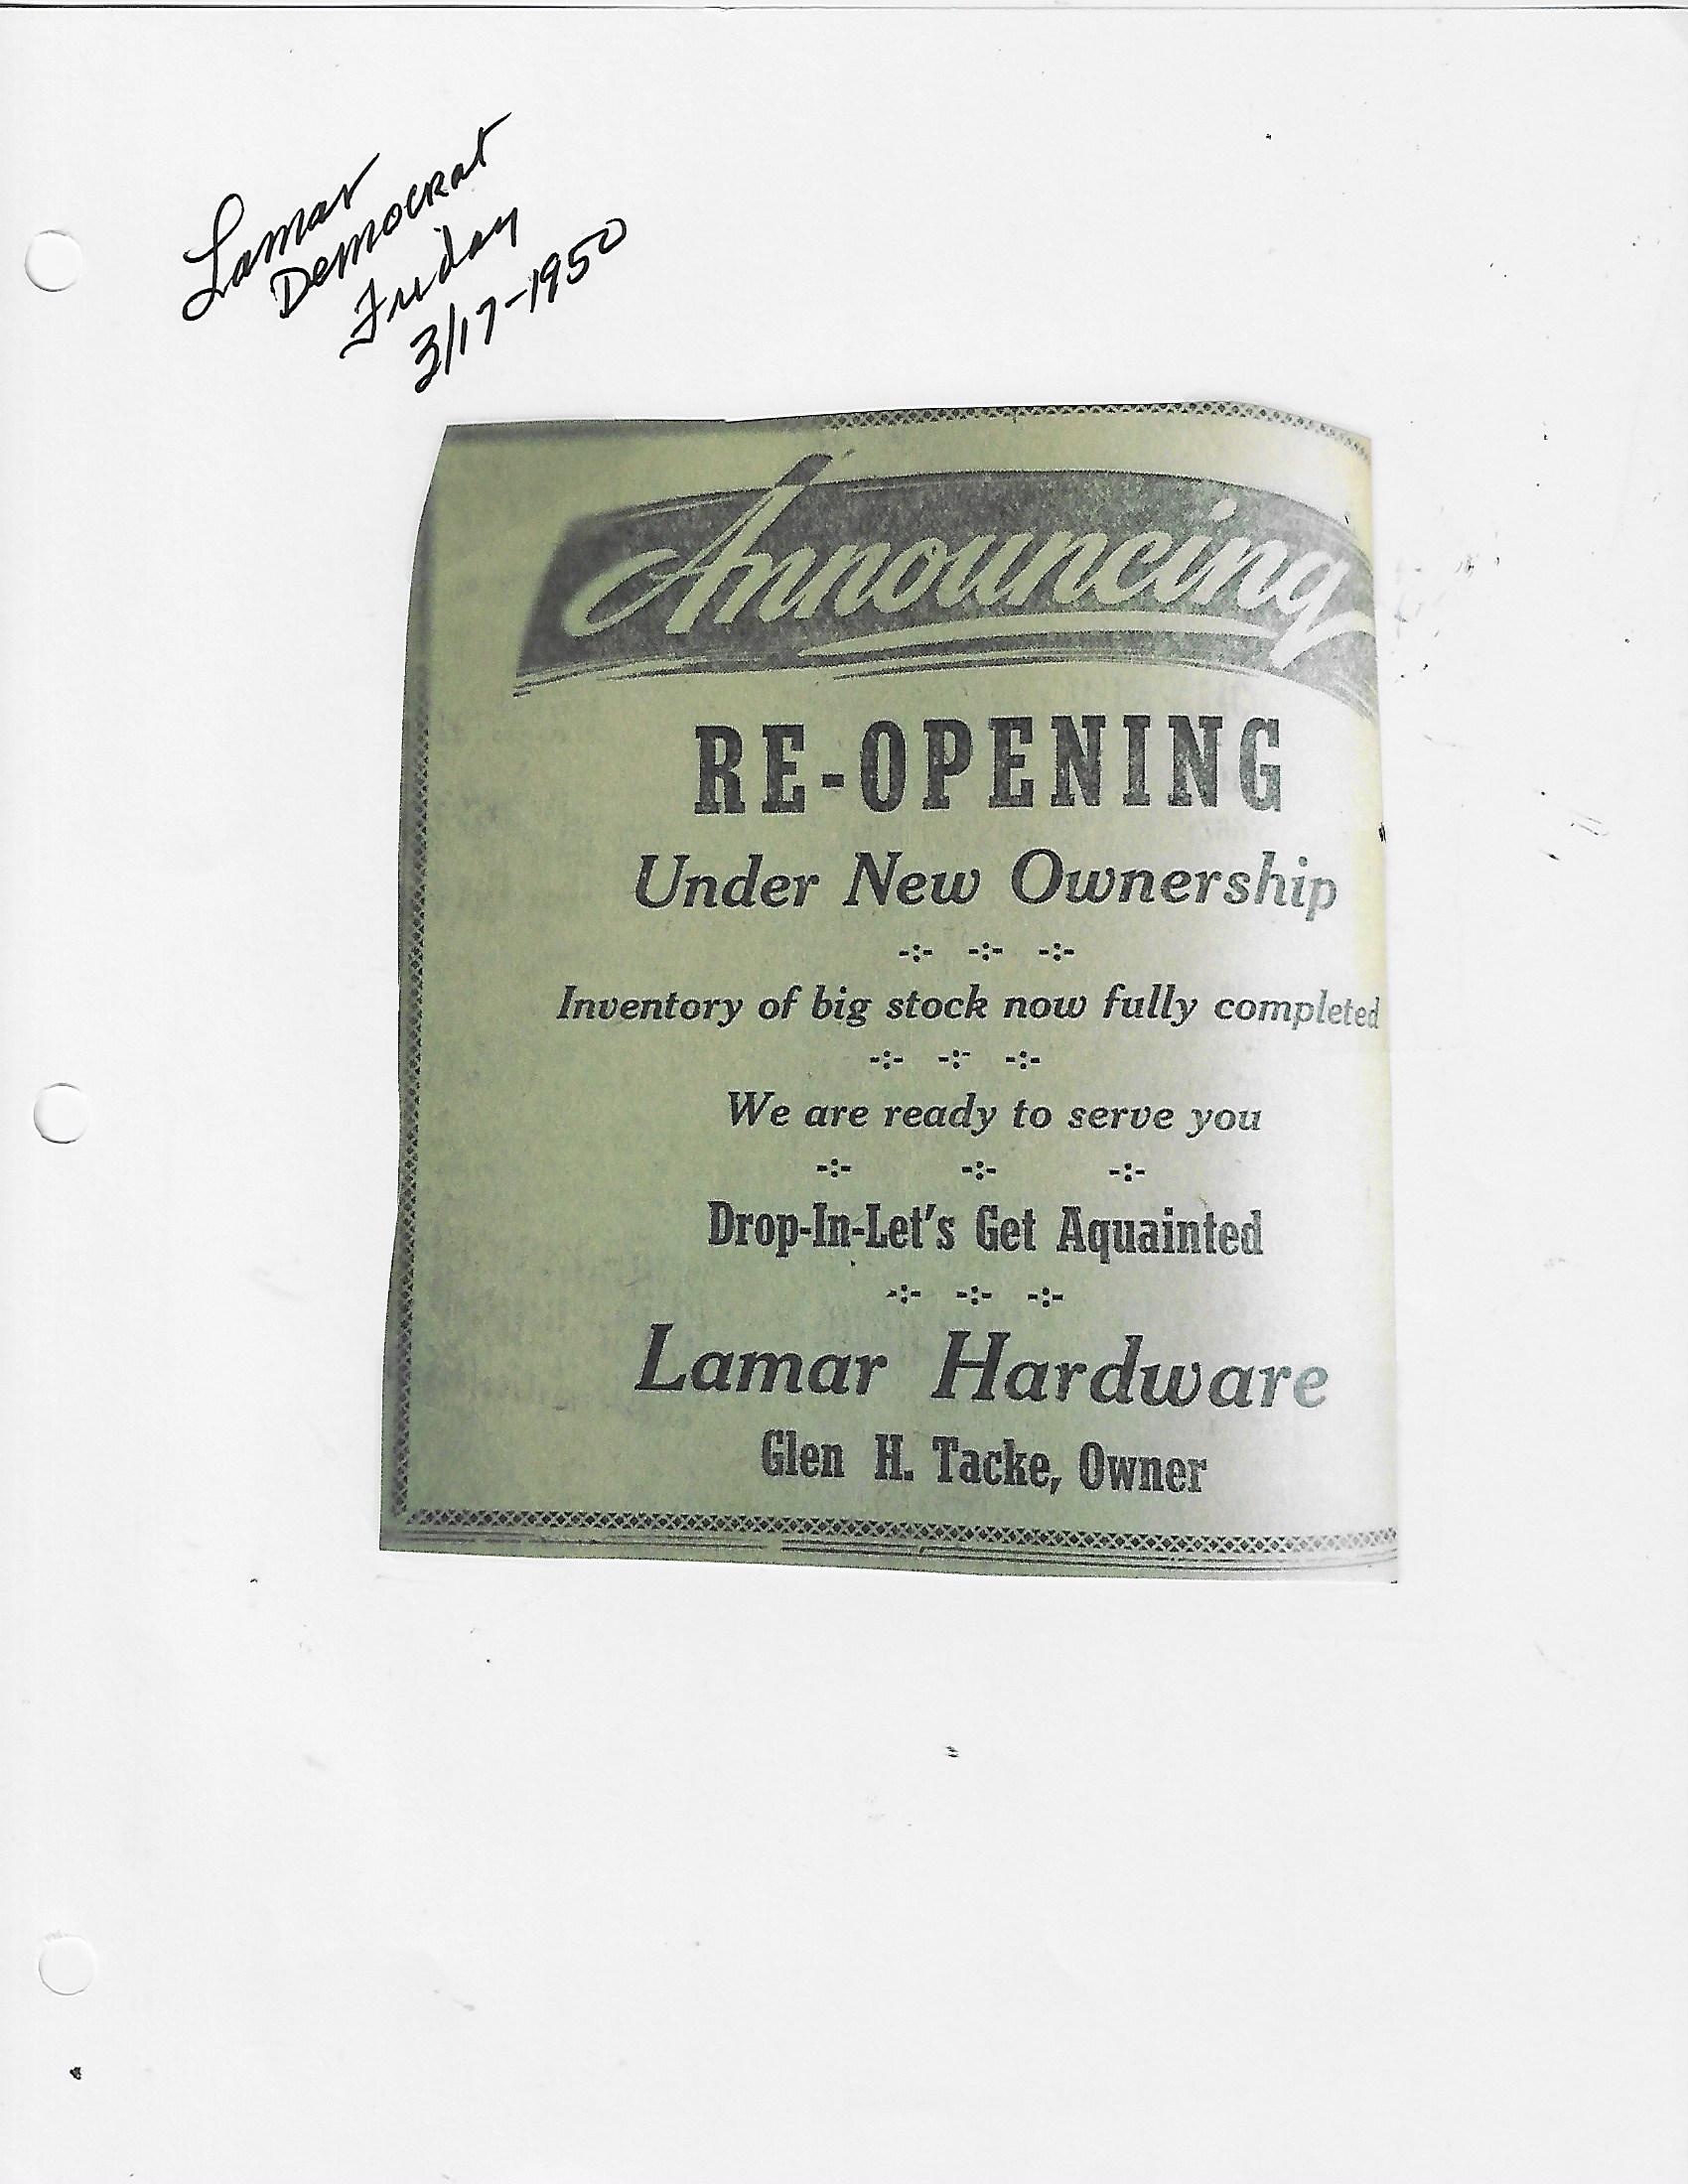 Lamar
Democrat
Friday
3/17-1950
Announcing
RE-OPENING
Under New Ownership
-:- -:- -:-
Inventory of big stock now fully completed
-:- -:- -:-
We are ready to serve you
-:- -:- -:-
Drop-In-Let's Get Aquainted
-:- -:- -:-
Lamar Hardware
Glen H. Tacke, Owner